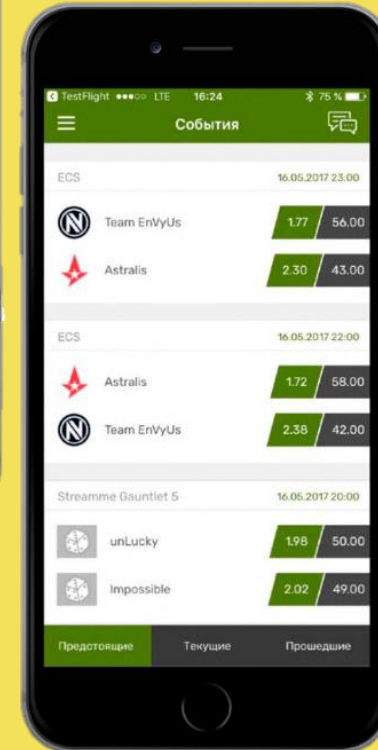 TestFlight LTE 16:24 75 %
События
ECS 16.05.2017 23:00
Team EnVyUs 1.77 56.00
Astralis 2.30 43.00
ECS 16.05.2017 22:00
Astralis 1.72 58.00
Team EnVyUs 2.38 42.00
Streamme Gauntlet 5 16.05.2017 20:00
unLucky 1.98 50.00
Impossible 2.02 49.00
Предстоящие Текущие Прошедшие